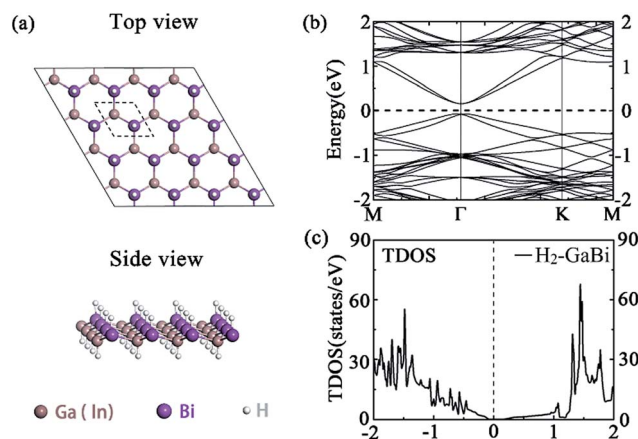 (a)
Top view
Side view
Ga ( In)
Bi
H
(b)
2
1
0
-1
-2
Energy(eV)
2
1
0
-1
-2
M
Γ
K
M
(c)
90
60
30
0
TDOS(states/eV)
TDOS
H₂-GaBi
90
60
30
0
-2
-1
0
1
2